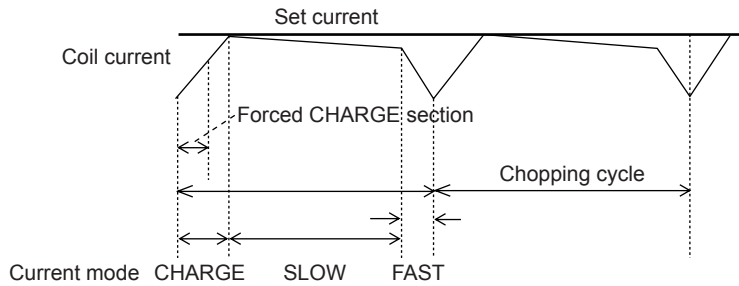 Set current
Coil current
Forced CHARGE section
Chopping cycle
Current mode CHARGE SLOW FAST